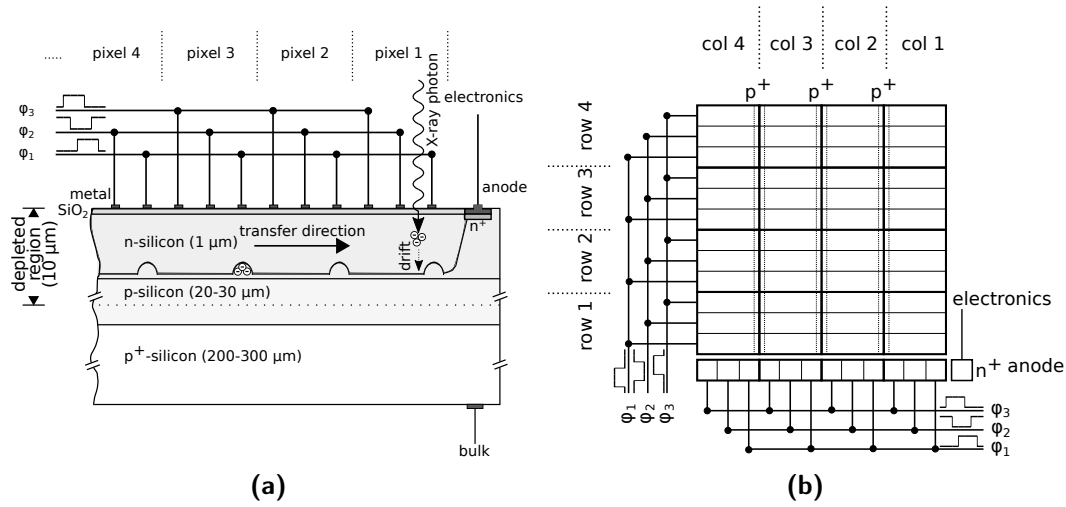 ..... pixel 4 pixel 3 pixel 2 pixel 1
X-ray photon
electronics
φ3
φ2
φ1
metal
SiO2
anode
n+
depleted
region
(10 μm)
n-silicon (1 μm)
transfer direction
drift
p-silicon (20-30 μm)
p+-silicon (200-300 μm)
bulk
(a)
col 4 col 3 col 2 col 1
p+ p+ p+
row 4
row 3
row 2
row 1
electronics
n+ anode
φ1 φ2 φ3
φ3
φ2
φ1
(b)